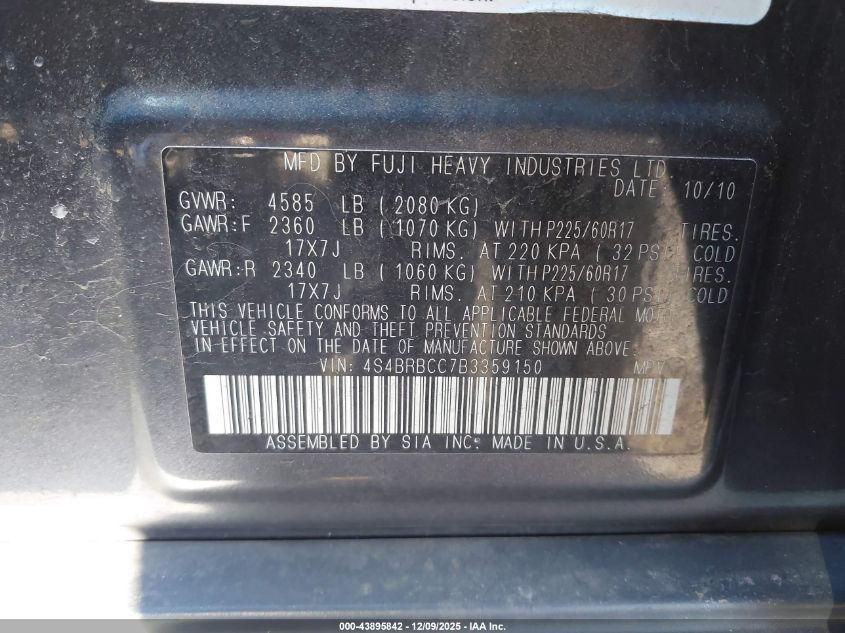 MFD BY FUJI HEAVY INDUSTRIES LTD.
DATE: 10/10
GVWR: 4585 LB (2080 KG)
GAWR:F 2360 LB (1070 KG) WITH P225/60R17 TIRES.
17X7J RIMS. AT 220 KPA (32 PSI) COLD
GAWR:R 2340 LB (1060 KG) WITH P225/60R17 TIRES.
17X7J RIMS. AT 210 KPA (30 PSI) COLD
THIS VEHICLE CONFORMS TO ALL APPLICABLE FEDERAL MOTOR
VEHICLE SAFETY AND THEFT PREVENTION STANDARDS
IN EFFECT ON THE DATE OF MANUFACTURE SHOWN ABOVE.
VIN: 4S4BRBCC7B3359150 MPV
ASSEMBLED BY SIA INC. MADE IN U.S.A.
000-43895842 - 12/09/2025 - IAA Inc.